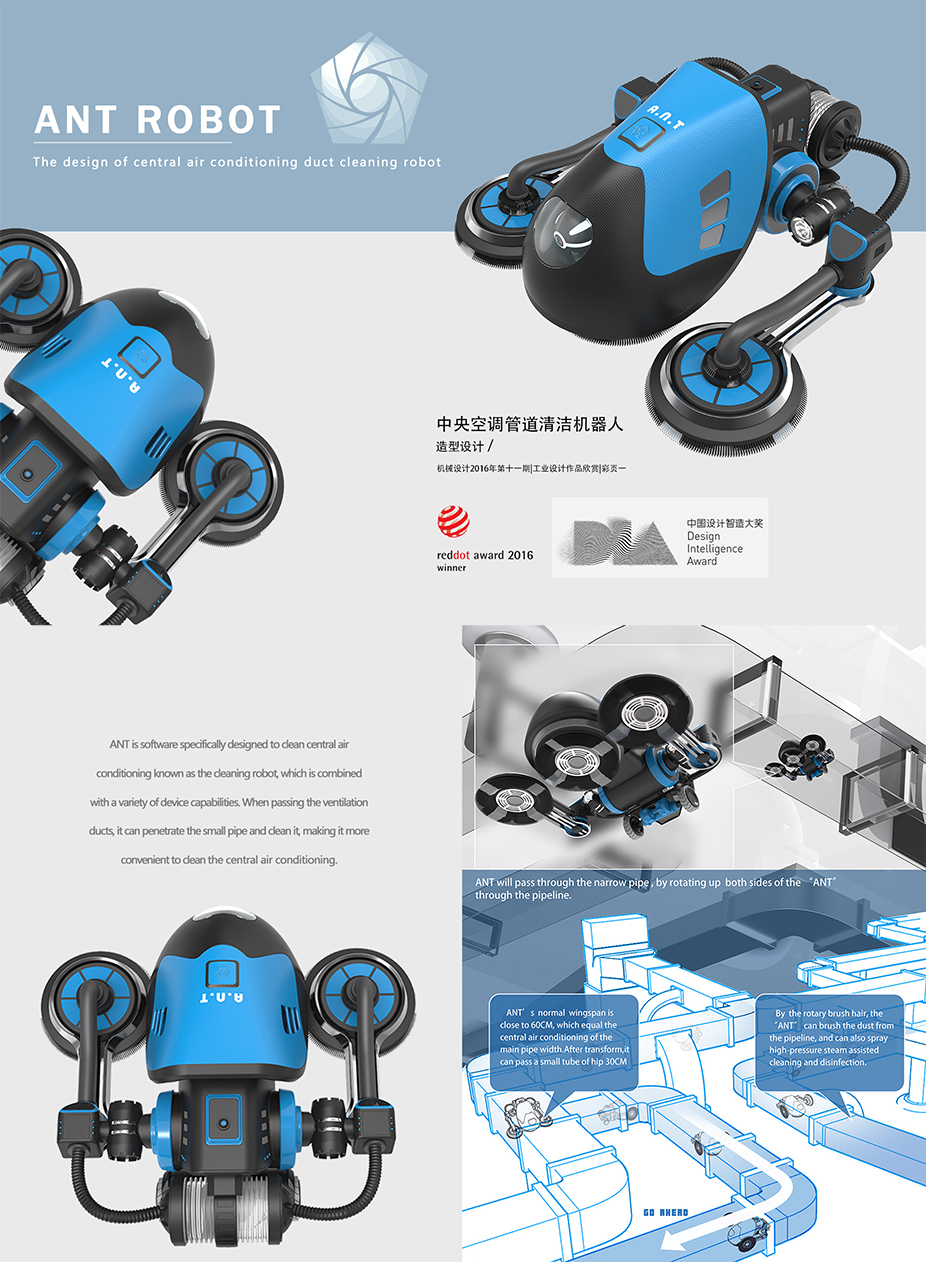 ANT ROBOT
The design of central air conditioning duct cleaning robot
A.n.T
A.n.T
中央空调管道清洁机器人
造型设计 /
机械设计2016年第十一期|工业设计作品欣赏|彩页一
reddot award 2016
winner
中国设计智造大奖
Design
Intelligence
Award
ANT is software specifically designed to clean central air
conditioning known as the cleaning robot, which is combined
with a variety of device capabilities. When passing the ventilation
ducts, it can penetrate the small pipe and clean it, making it more
convenient to clean the central air conditioning.
A.n.T
ANT will pass through the narrow pipe , by rotating up both sides of the “ANT”
through the pipeline.
ANT’s normal wingspan is
close to 60CM, which equal the
central air conditioning of the
main pipe width.After transform,it
can pass a small tube of hip 30CM
By the rotary brush hair, the
“ANT” can brush the dust from
the pipeline, and can also spray
high-pressure steam assisted
cleaning and disinfection.
GO AHEAD